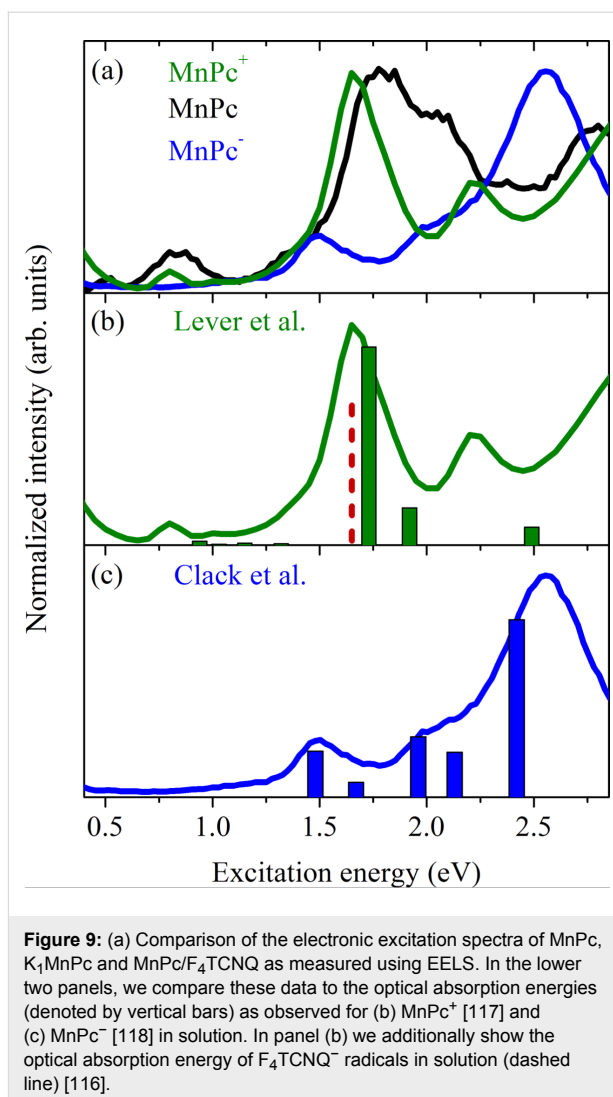 (a)
MnPc⁺
MnPc
MnPc⁻
(b)
Lever et al.
(c)
Clack et al.
Normalized intensity (arb. units)
0.5 1.0 1.5 2.0 2.5
Excitation energy (eV)
Figure 9: (a) Comparison of the electronic excitation spectra of MnPc,
K₁MnPc and MnPc/F₄TCNQ as measured using EELS. In the lower
two panels, we compare these data to the optical absorption energies
(denoted by vertical bars) as observed for (b) MnPc⁺ [117] and
(c) MnPc⁻ [118] in solution. In panel (b) we additionally show the
optical absorption energy of F₄TCNQ⁻ radicals in solution (dashed
line) [116].